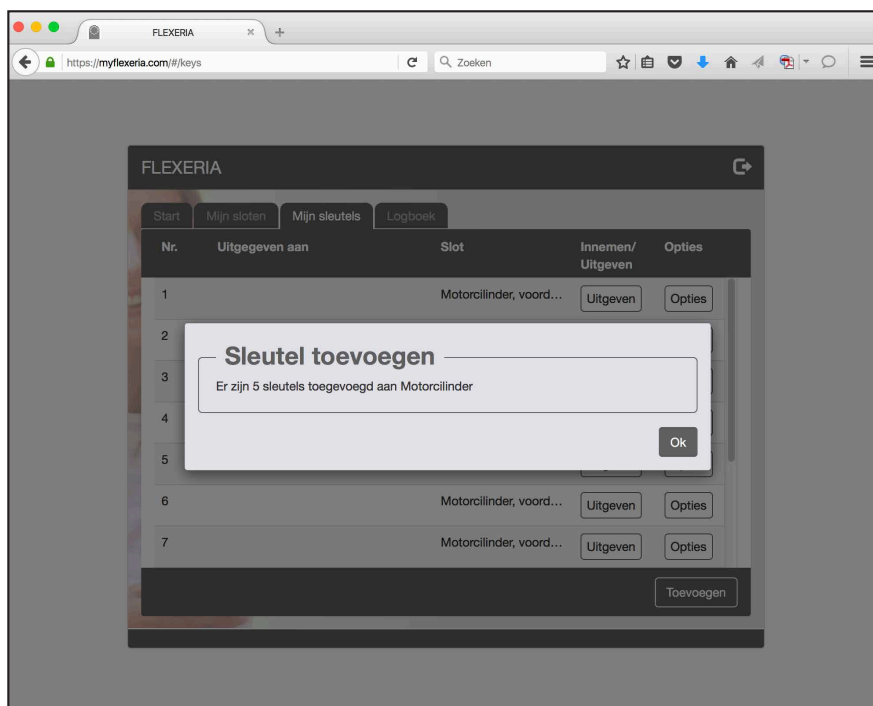 FLEXERIA
https://myflexeria.com/#/keys
Zoeken
FLEXERIA
Start Mijn sloten Mijn sleutels Logboek
Nr. Uitgegeven aan Slot Innemen/ Opties
Uitgeven
1 Motorcilinder, voord... Uitgeven Opties
2
Sleutel toevoegen
3
Er zijn 5 sleutels toegevoegd aan Motorcilinder
4
Ok
5
6 Motorcilinder, voord... Uitgeven Opties
7 Motorcilinder, voord... Uitgeven Opties
Toevoegen